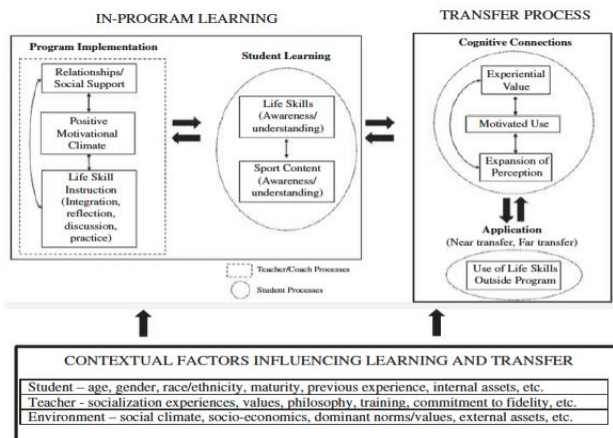 IN-PROGRAM LEARNING
TRANSFER PROCESS
Program Implementation
Relationships/
Social Support
Positive
Motivational
Climate
Life Skill
Instruction
(Integration,
reflection,
discussion,
practice)
Student Learning
Life Skills
(Awareness/
understanding)
Sport Content
(Awareness/
understanding)
Teacher/Coach Processes
Student Processes
Cognitive Connections
Experiential
Value
Motivated Use
Expansion of
Perception
Application
(Near transfer, Far transfer)
Use of Life Skills
Outside Program
CONTEXTUAL FACTORS INFLUENCING LEARNING AND TRANSFER
Student – age, gender, race/ethnicity, maturity, previous experience, internal assets, etc.
Teacher - socialization experiences, values, philosophy, training, commitment to fidelity, etc.
Environment – social climate, socio-economics, dominant norms/values, external assets, etc.